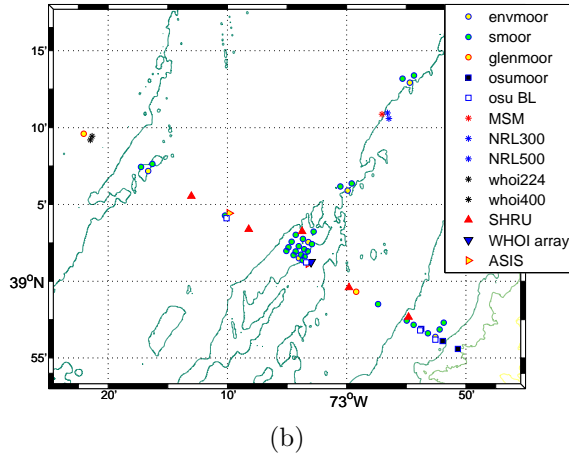 15'
10'
5'
39°N
55'
20'
10'
73°W
50'
envmoor
smoor
glenmoor
osumoor
osu BL
MSM
NRL300
NRL500
whoi224
whoi400
SHRU
WHOI array
ASIS
(b)